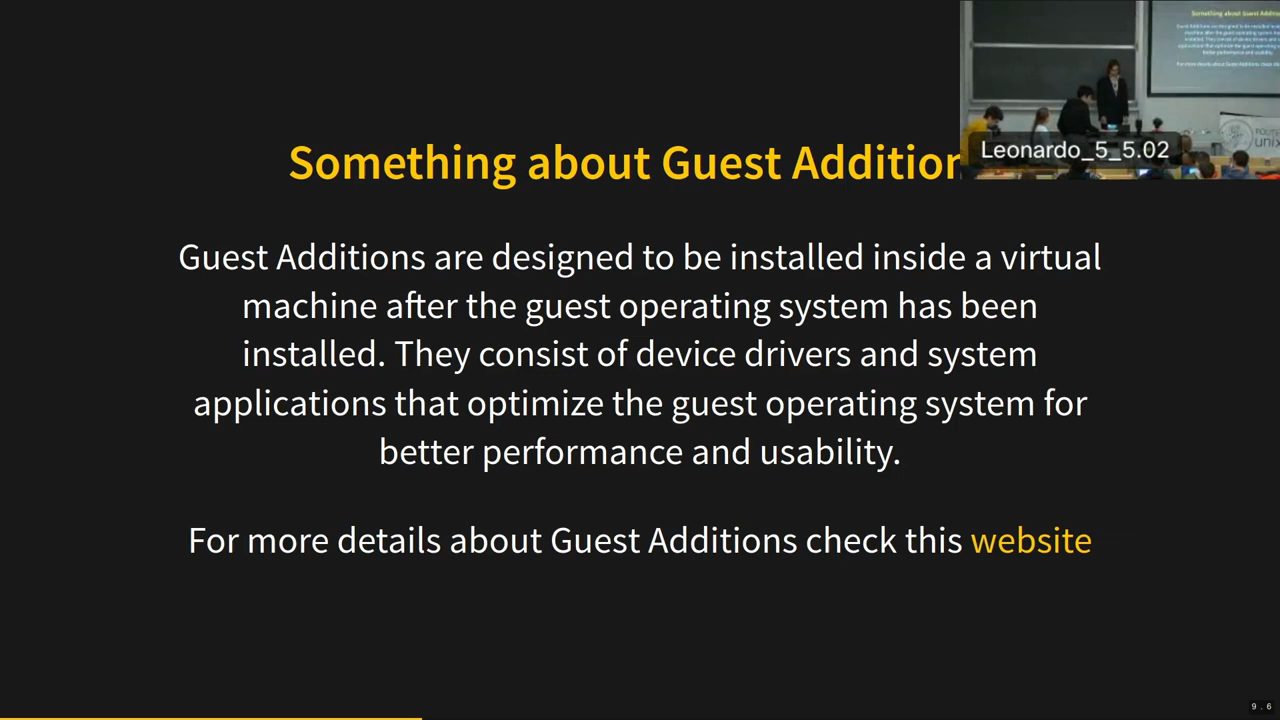 Something about Guest Addition
Guest Additions are designed to be installed inside a virtual
machine after the guest operating system has been
installed. They consist of device drivers and system
applications that optimize the guest operating system for
better performance and usability.
For more details about Guest Additions check this website
Leonardo_5_5.02
9.6